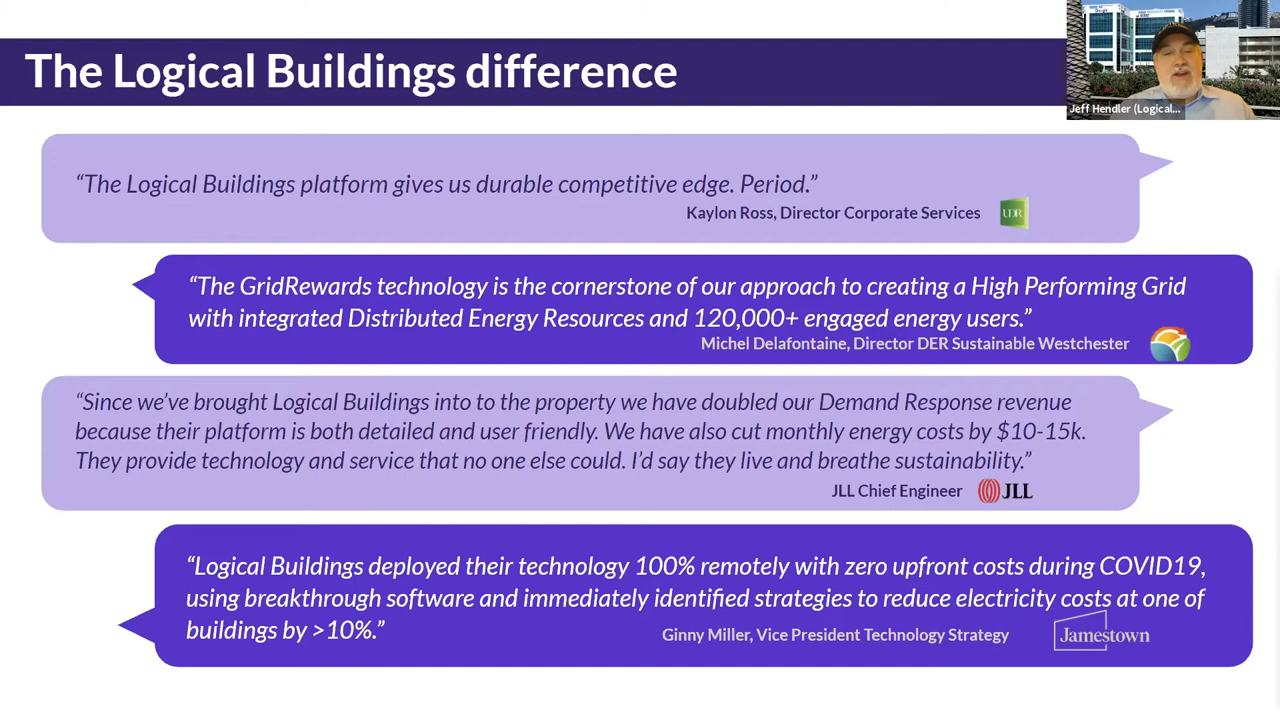 The Logical Buildings difference
Jeff Hendler (Logical...
“The Logical Buildings platform gives us durable competitive edge. Period.”
Kaylon Ross, Director Corporate Services
UDR
“The GridRewards technology is the cornerstone of our approach to creating a High Performing Grid
with integrated Distributed Energy Resources and 120,000+ engaged energy users.”
Michel Delafontaine, Director DER Sustainable Westchester
“Since we’ve brought Logical Buildings into to the property we have doubled our Demand Response revenue
because their platform is both detailed and user friendly. We have also cut monthly energy costs by $10-15k.
They provide technology and service that no one else could. I’d say they live and breathe sustainability.”
JLL Chief Engineer
JLL
“Logical Buildings deployed their technology 100% remotely with zero upfront costs during COVID19,
using breakthrough software and immediately identified strategies to reduce electricity costs at one of
buildings by >10%.”
Ginny Miller, Vice President Technology Strategy
Jamestown